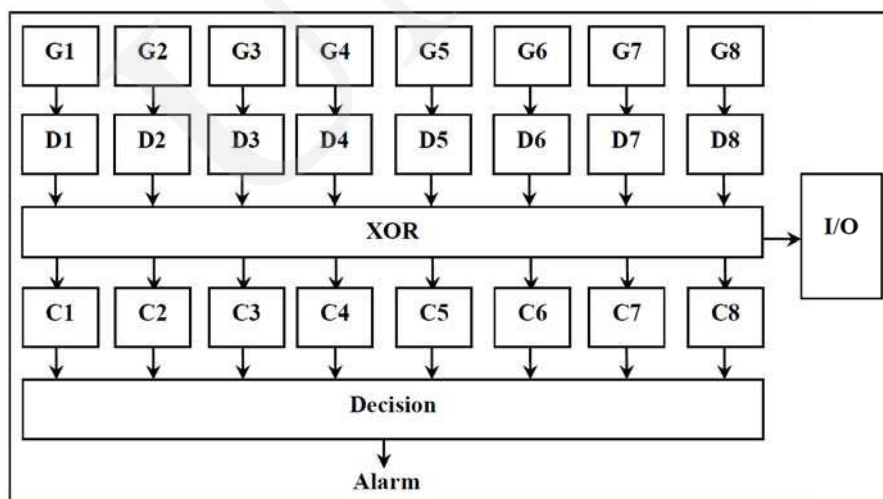 G1 G2 G3 G4 G5 G6 G7 G8
D1 D2 D3 D4 D5 D6 D7 D8
XOR
I/O
C1 C2 C3 C4 C5 C6 C7 C8
Decision
Alarm